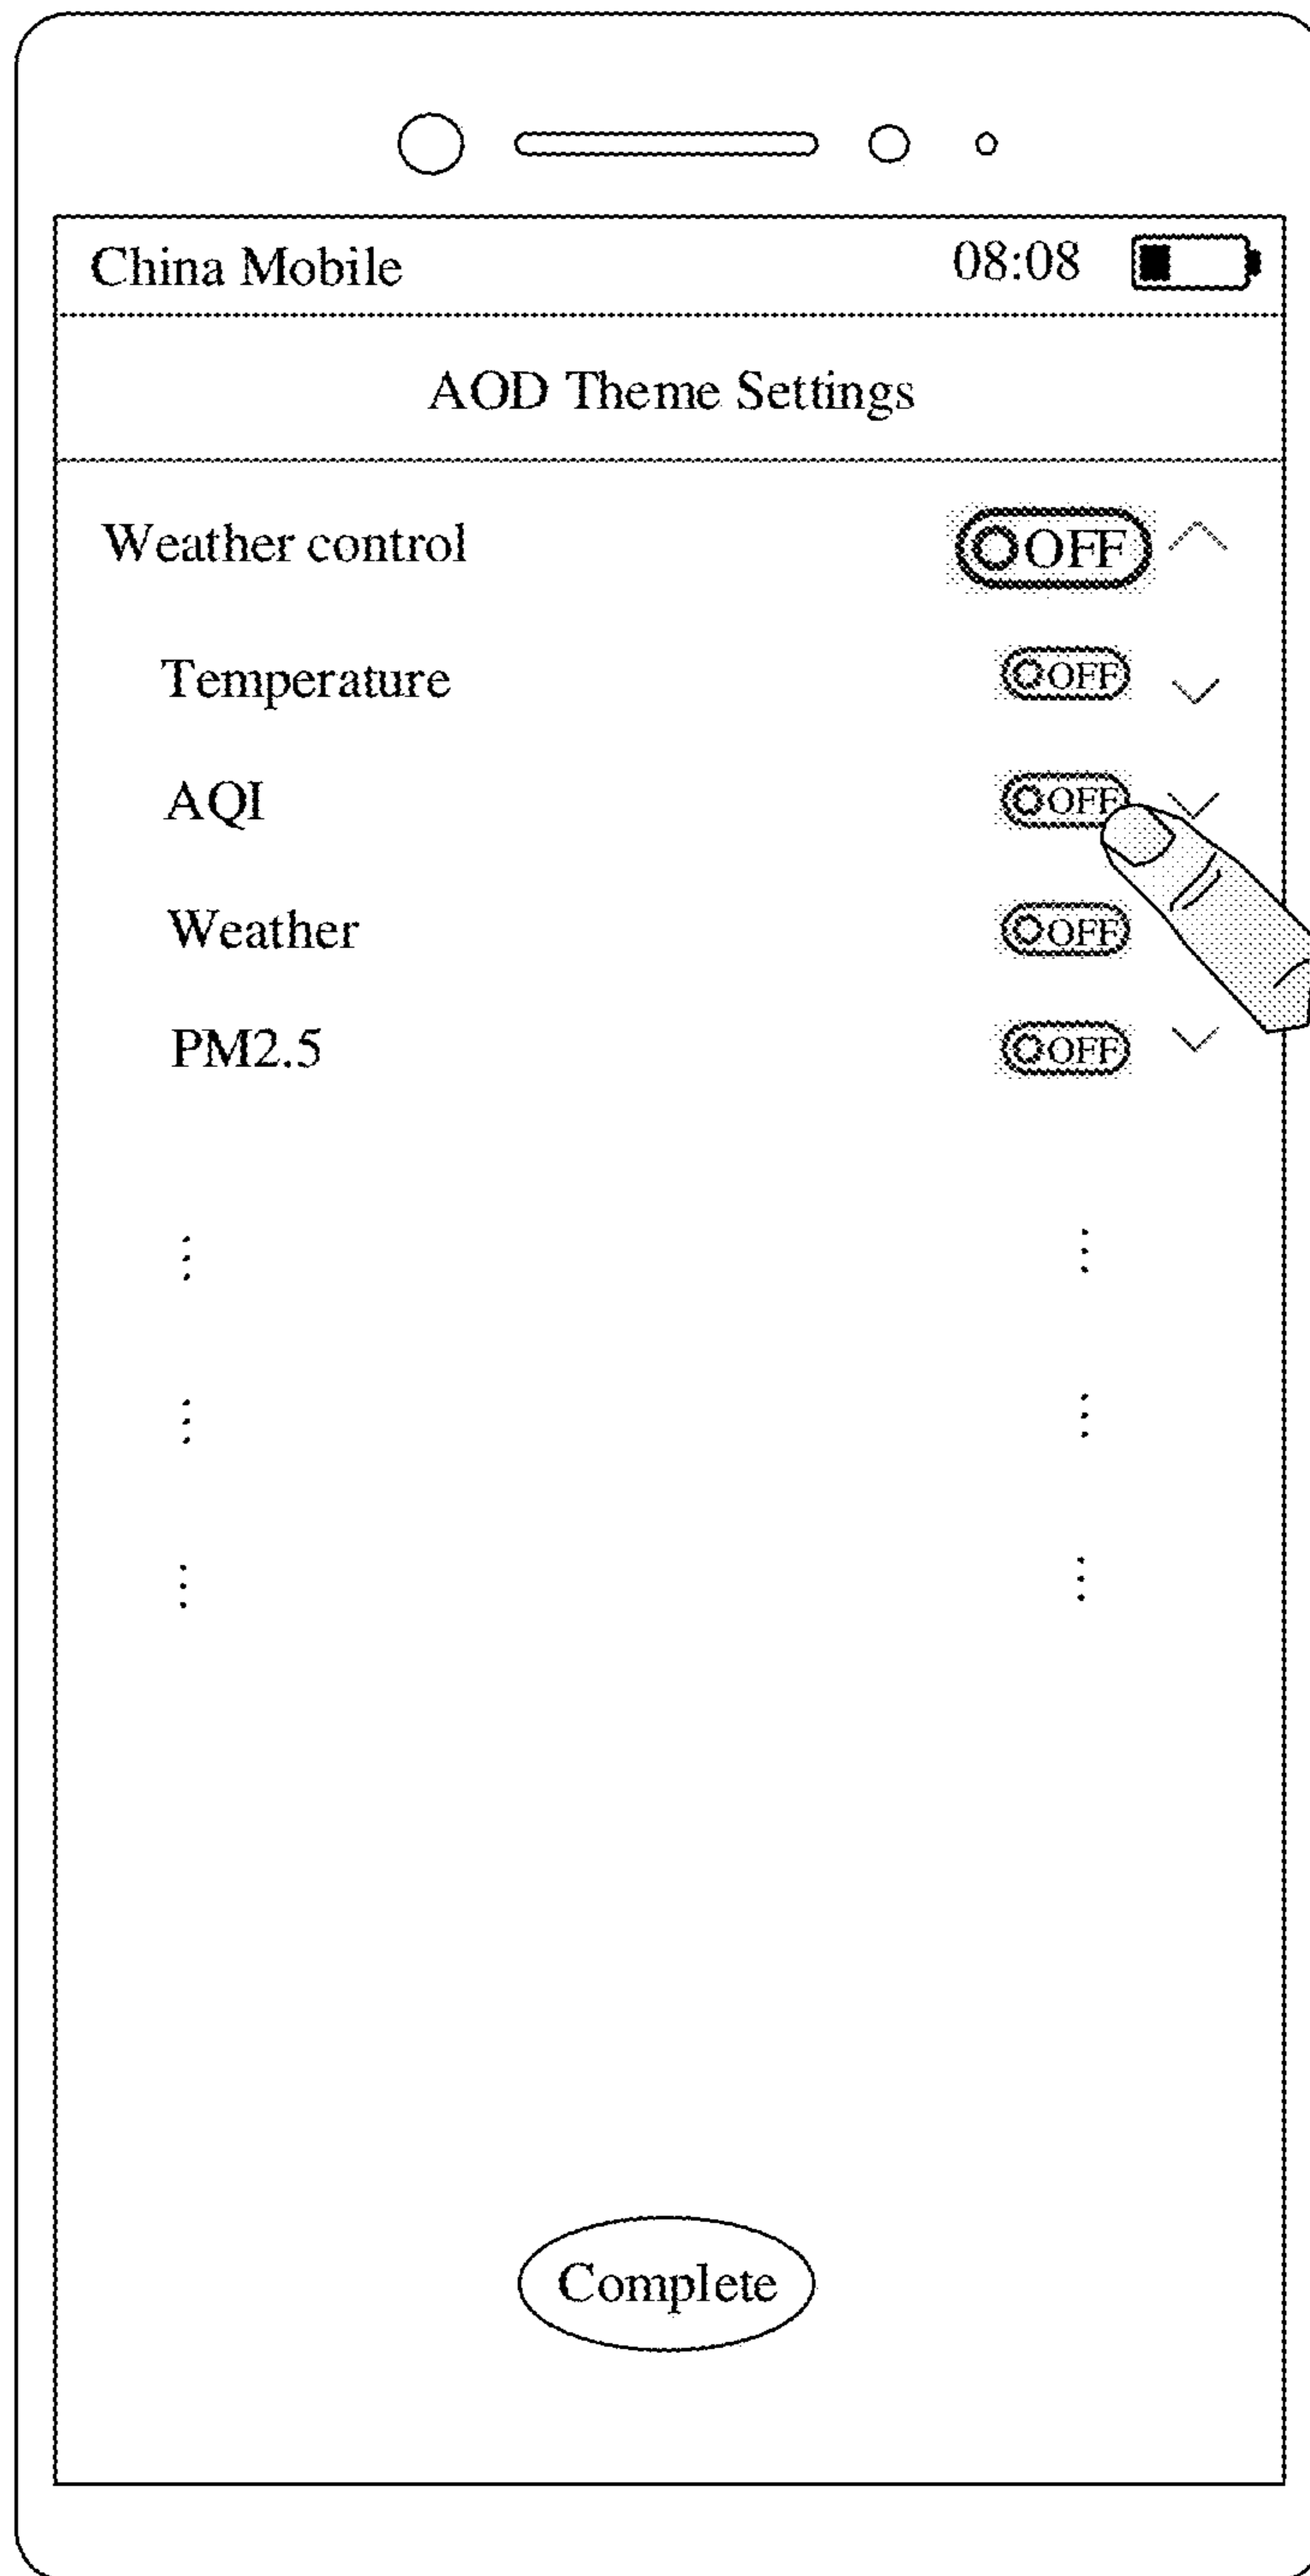 China Mobile 08:08
AOD Theme Settings
Weather control OFF
Temperature OFF
AQI OFF
Weather OFF
PM2.5 OFF
Complete